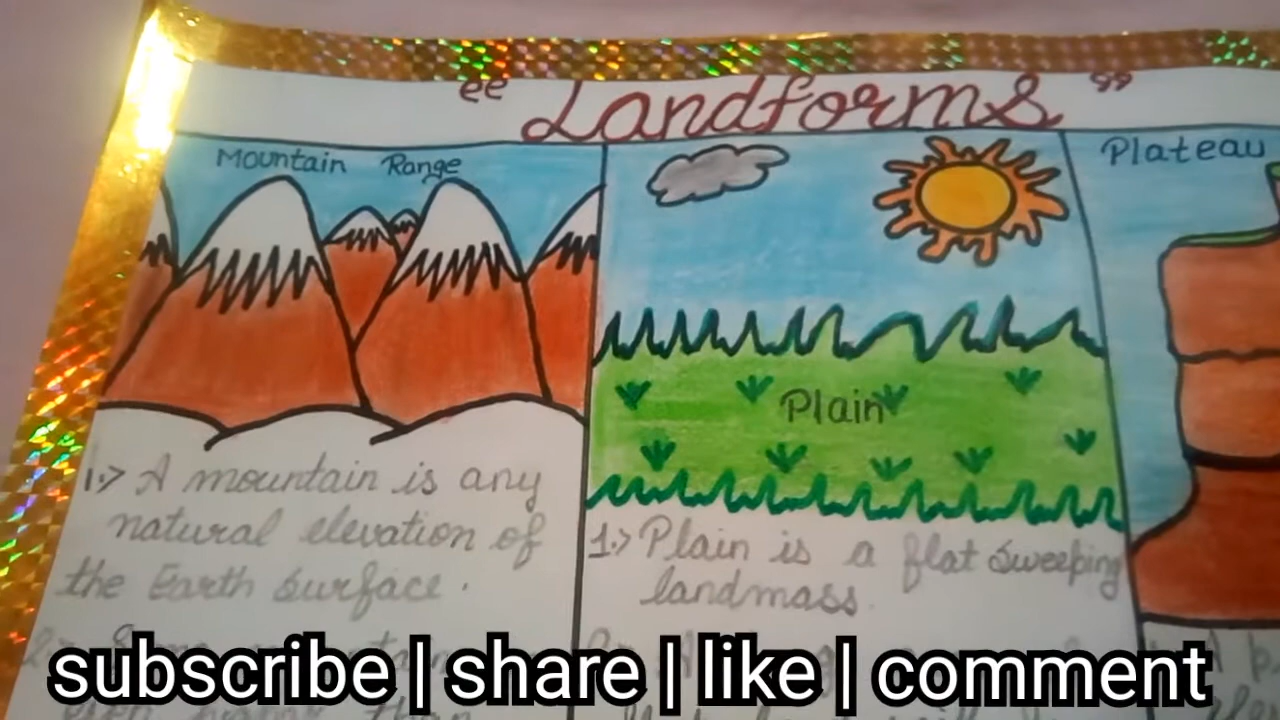 “Landforms”
Mountain Range
1.> A mountain is any
natural elevation of
the Earth surface.
Plain
1.> Plain is a flat sweeping
landmass.
Plateau
subscribe | share | like | comment